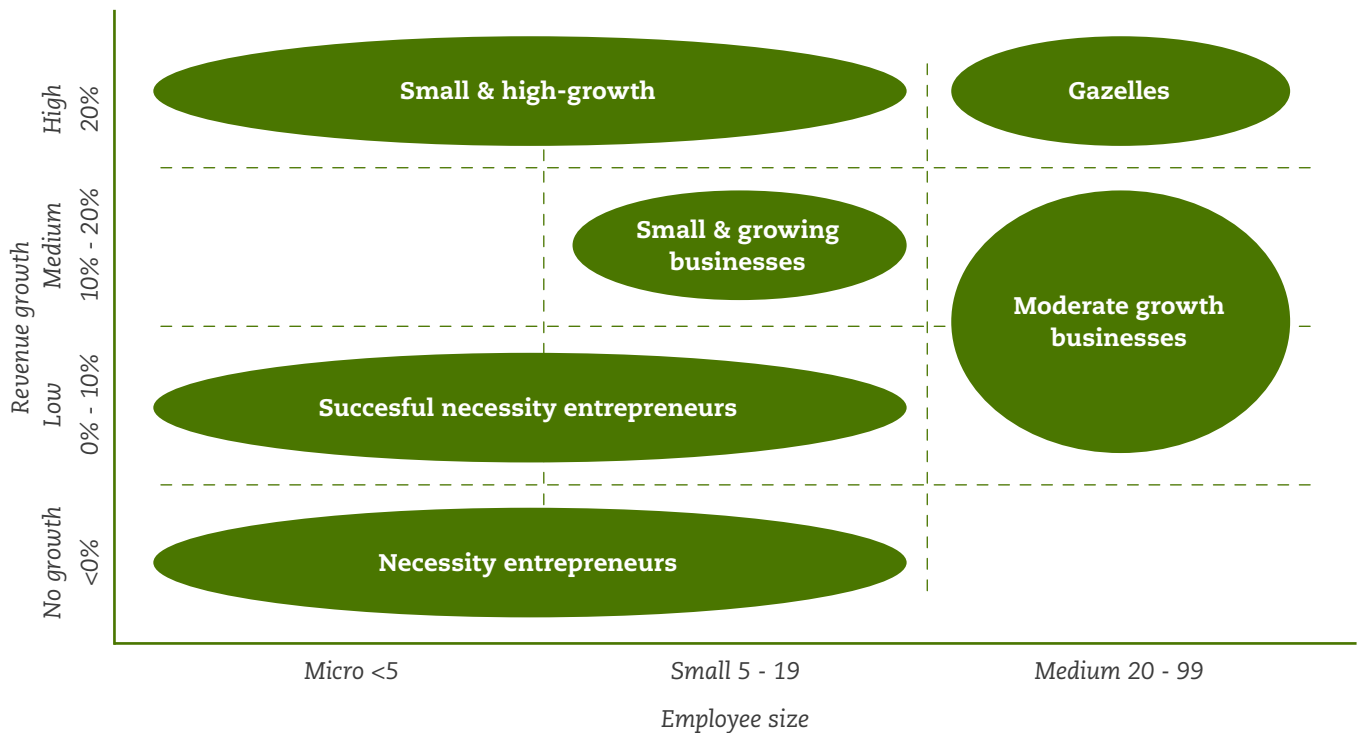 Revenue growth
High
20%
Small & high-growth
Gazelles
Medium
10% - 20%
Small & growing
businesses
Moderate growth
businesses
Low
0% - 10%
Succesful necessity entrepreneurs
No growth
<0%
Necessity entrepreneurs
Micro <5
Small 5 - 19
Medium 20 - 99
Employee size